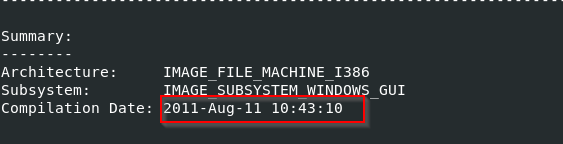 --------------------------------------------------------------------------------
Summary:
--------
Architecture:     IMAGE_FILE_MACHINE_I386
Subsystem:        IMAGE_SUBSYSTEM_WINDOWS_GUI
Compilation Date: 2011-Aug-11 10:43:10